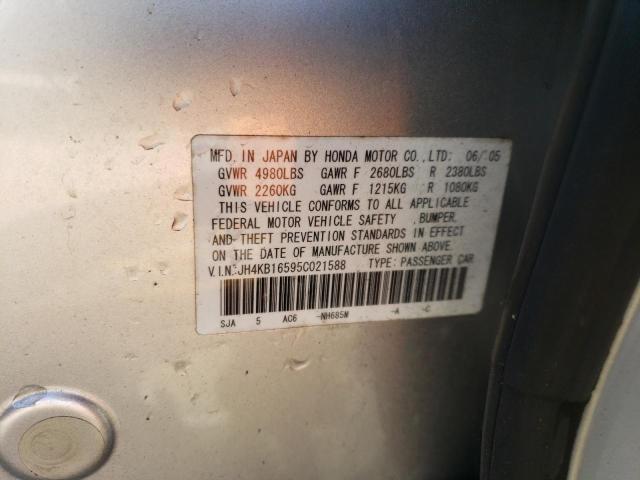 MFD. IN JAPAN BY HONDA MOTOR CO., LTD: 06/05
GVWR 4980LBS GAWR F 2680LBS R 2380LBS
GVWR 2260KG GAWR F 1215KG R 1080KG
THIS VEHICLE CONFORMS TO ALL APPLICABLE
FEDERAL MOTOR VEHICLE SAFETY , BUMPER,
AND THEFT PREVENTION STANDARDS IN EFFECT
ON THE DATE OF MANUFACTURE SHOWN ABOVE.
V.I.N.:JH4KB16595C021588 TYPE: PASSENGER CAR
SJA 5 AC6 -NH685M -A -C